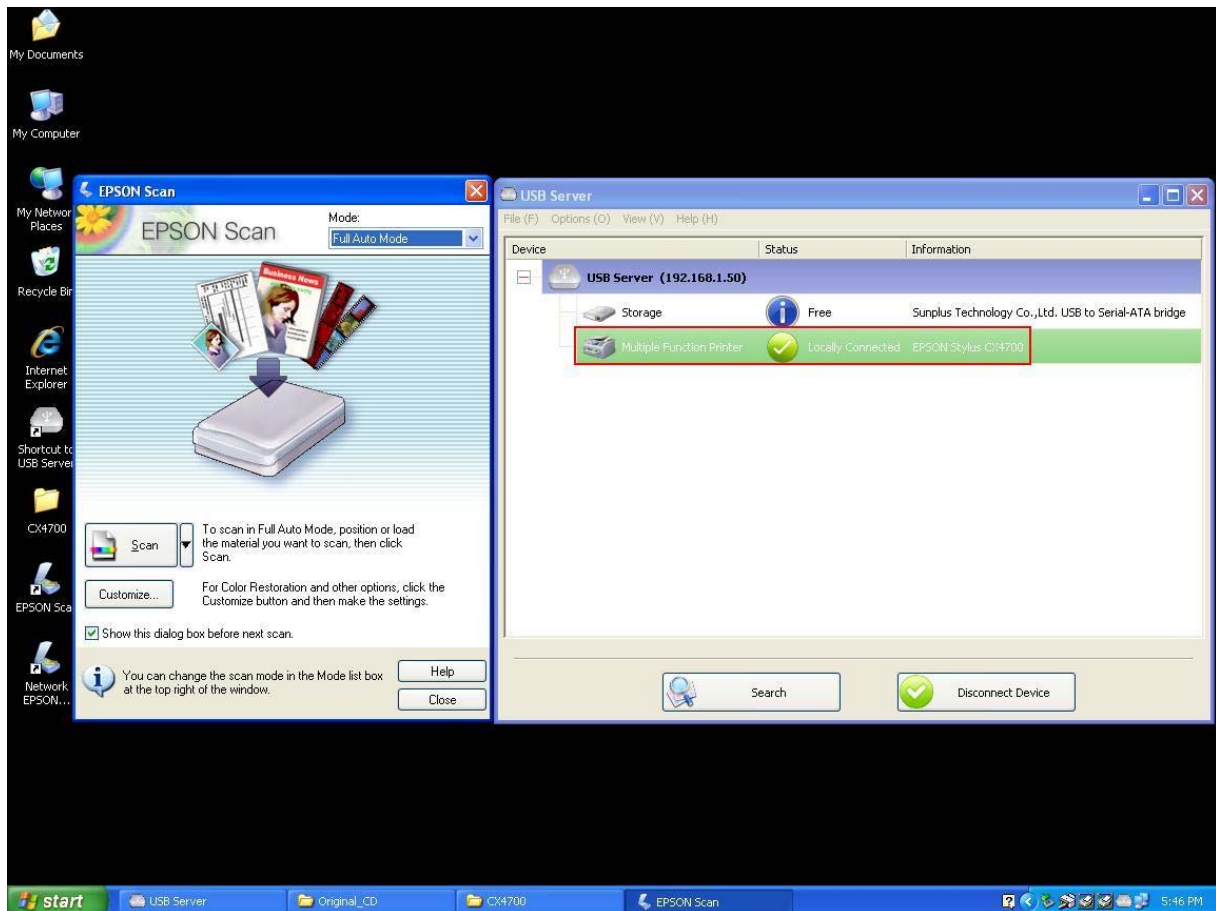 My Documents
My Computer
My Networ
Places
Recycle Bir
Internet
Explorer
Shortcut to
USB Server
CX4700
EPSON Sca
Network
EPSON...
EPSON Scan
EPSON Scan
Mode:
Full Auto Mode
Business News
Scan
To scan in Full Auto Mode, position or load
the material you want to scan, then click
Scan.
Customize...
For Color Restoration and other options, click the
Customize button and then make the settings.
Show this dialog box before next scan.
You can change the scan mode in the Mode list box
at the top right of the window.
Help
Close
USB Server
File (F) Options (O) View (V) Help (H)
Device Status Information
USB Server (192.168.1.50)
Storage Free Sunplus Technology Co.,Ltd. USB to Serial-ATA bridge
Multiple Function Printer Locally Connected EPSON Stylus CX4700
Search
Disconnect Device
start USB Server Original_CD CX4700 EPSON Scan 5:46 PM